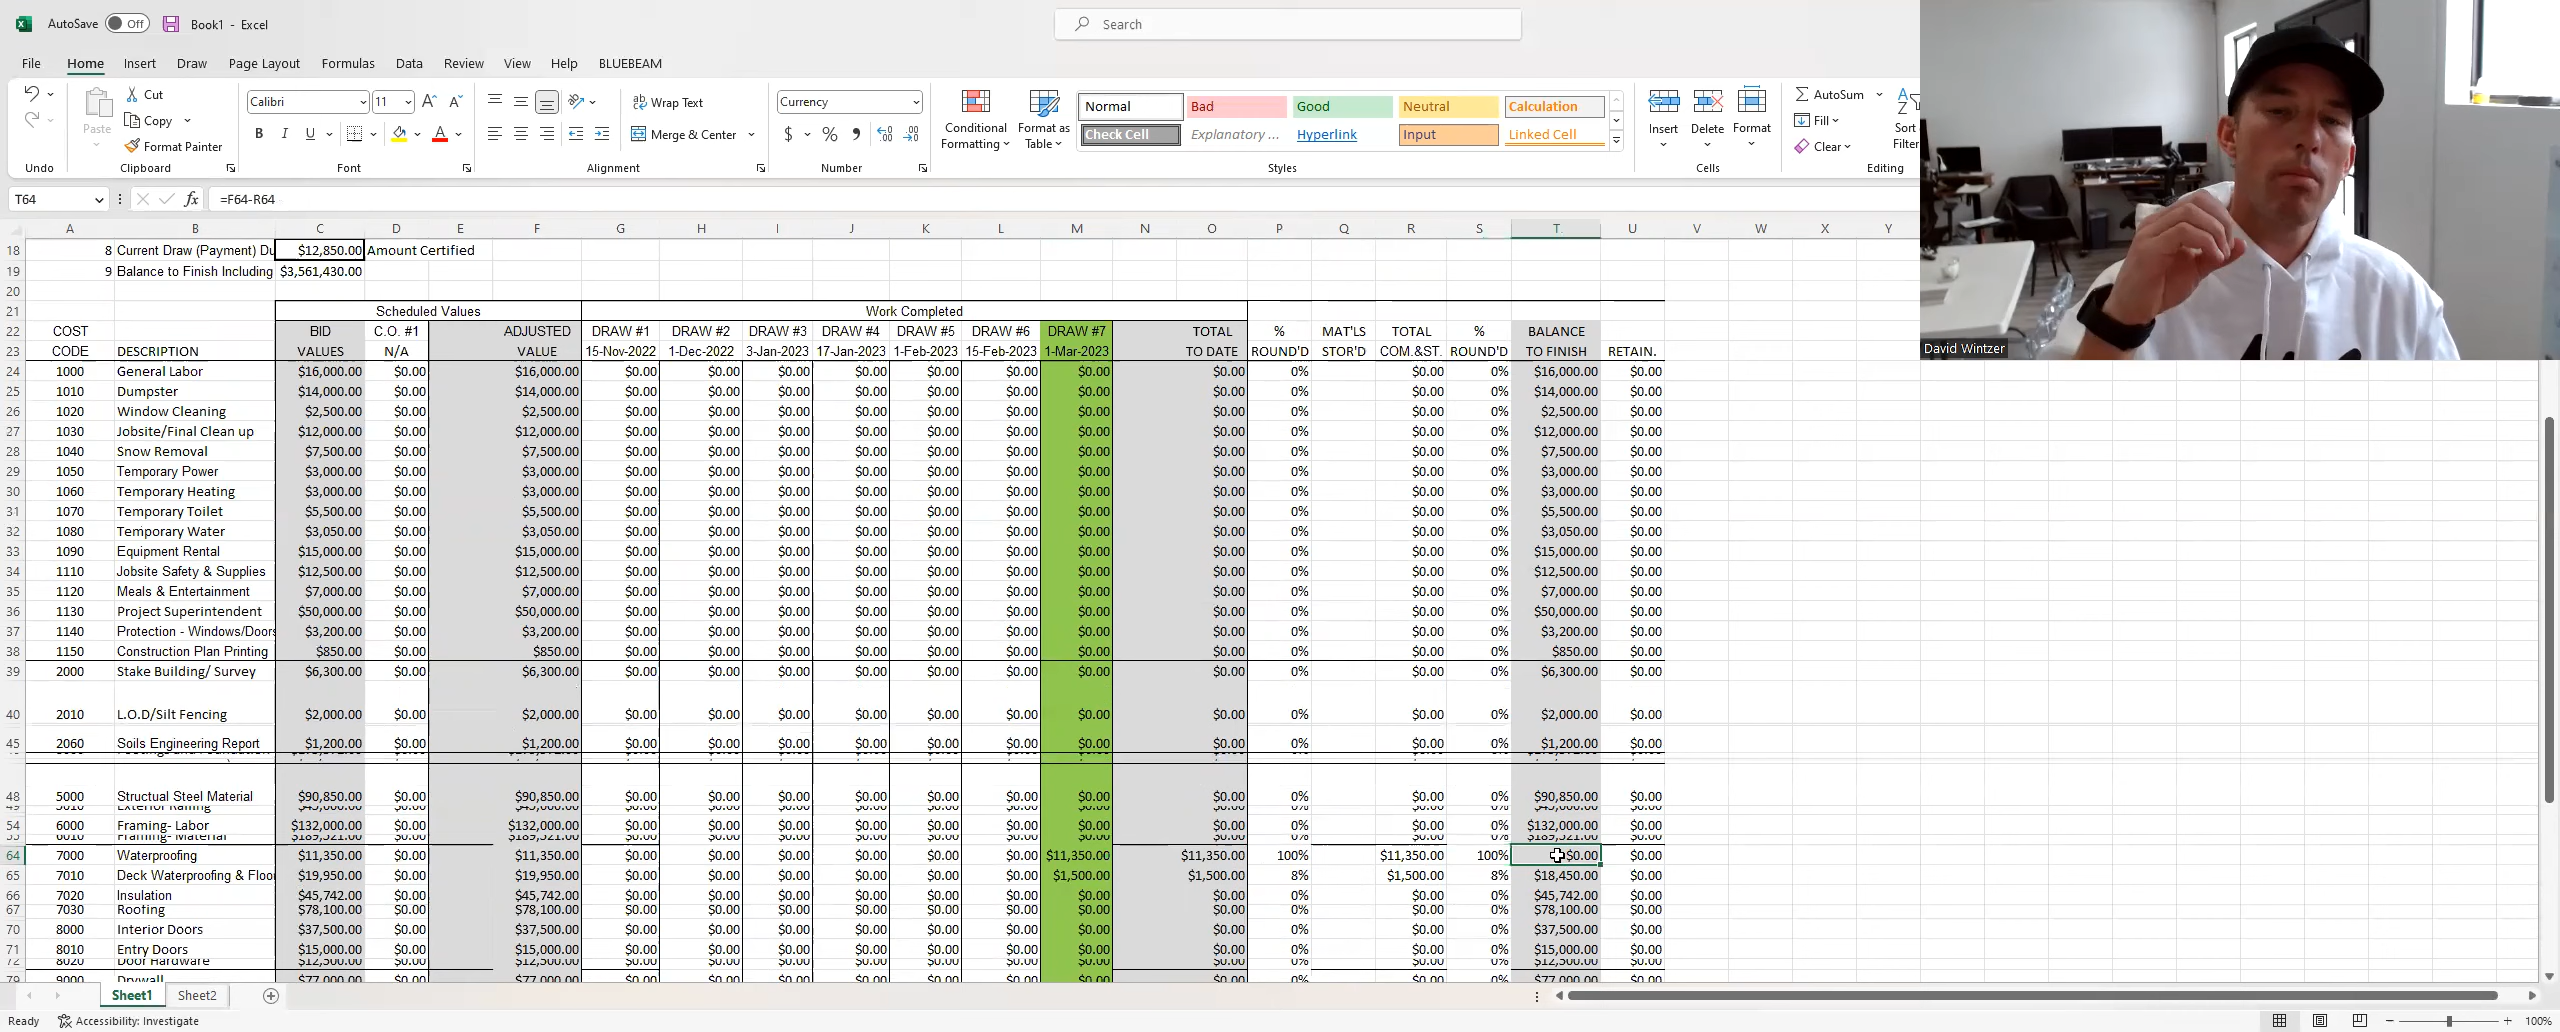 AutoSave Off Book1 - Excel Search
File Home Insert Draw Page Layout Formulas Data Review View Help BLUEBEAM
Cut Calibri 11 Wrap Text Currency Normal Bad Good Neutral Calculation AutoSum
Paste Copy Conditional Formatting Format as Table Insert Delete Format Fill Sort Filter
Format Painter Merge & Center $ % Check Cell Explanatory ... Hyperlink Input Linked Cell Clear
Undo Clipboard Font Alignment Number Styles Cells Editing
T64 fx =F64-R64
A B C D E F G H I J K L M N O P Q R S T U V W X Y
18 8 Current Draw (Payment) Du $12,850.00 Amount Certified
19 9 Balance to Finish Including $3,561,430.00
20
21 Scheduled Values Work Completed
22 COST BID C.O. #1 ADJUSTED DRAW #1 DRAW #2 DRAW #3 DRAW #4 DRAW #5 DRAW #6 DRAW #7 TOTAL % MAT'LS TOTAL % BALANCE
23 CODE DESCRIPTION VALUES N/A VALUE 15-Nov-2022 1-Dec-2022 3-Jan-2023 17-Jan-2023 1-Feb-2023 15-Feb-2023 1-Mar-2023 TO DATE ROUND'D STOR'D COM.&ST. ROUND'D TO FINISH RETAIN.
24 1000 General Labor $16,000.00 $0.00 $16,000.00 $0.00 $0.00 $0.00 $0.00 $0.00 $0.00 $0.00 $0.00 0% $0.00 0% $16,000.00 $0.00
25 1010 Dumpster $14,000.00 $0.00 $14,000.00 $0.00 $0.00 $0.00 $0.00 $0.00 $0.00 $0.00 $0.00 0% $0.00 0% $14,000.00 $0.00
26 1020 Window Cleaning $2,500.00 $0.00 $2,500.00 $0.00 $0.00 $0.00 $0.00 $0.00 $0.00 $0.00 $0.00 0% $0.00 0% $2,500.00 $0.00
27 1030 Jobsite/Final Clean up $12,000.00 $0.00 $12,000.00 $0.00 $0.00 $0.00 $0.00 $0.00 $0.00 $0.00 $0.00 0% $0.00 0% $12,000.00 $0.00
28 1040 Snow Removal $7,500.00 $0.00 $7,500.00 $0.00 $0.00 $0.00 $0.00 $0.00 $0.00 $0.00 $0.00 0% $0.00 0% $7,500.00 $0.00
29 1050 Temporary Power $3,000.00 $0.00 $3,000.00 $0.00 $0.00 $0.00 $0.00 $0.00 $0.00 $0.00 $0.00 0% $0.00 0% $3,000.00 $0.00
30 1060 Temporary Heating $3,000.00 $0.00 $3,000.00 $0.00 $0.00 $0.00 $0.00 $0.00 $0.00 $0.00 $0.00 0% $0.00 0% $3,000.00 $0.00
31 1070 Temporary Toilet $5,500.00 $0.00 $5,500.00 $0.00 $0.00 $0.00 $0.00 $0.00 $0.00 $0.00 $0.00 0% $0.00 0% $5,500.00 $0.00
32 1080 Temporary Water $3,050.00 $0.00 $3,050.00 $0.00 $0.00 $0.00 $0.00 $0.00 $0.00 $0.00 $0.00 0% $0.00 0% $3,050.00 $0.00
33 1090 Equipment Rental $15,000.00 $0.00 $15,000.00 $0.00 $0.00 $0.00 $0.00 $0.00 $0.00 $0.00 $0.00 0% $0.00 0% $15,000.00 $0.00
34 1110 Jobsite Safety & Supplies $12,500.00 $0.00 $12,500.00 $0.00 $0.00 $0.00 $0.00 $0.00 $0.00 $0.00 $0.00 0% $0.00 0% $12,500.00 $0.00
35 1120 Meals & Entertainment $7,000.00 $0.00 $7,000.00 $0.00 $0.00 $0.00 $0.00 $0.00 $0.00 $0.00 $0.00 0% $0.00 0% $7,000.00 $0.00
36 1130 Project Superintendent $50,000.00 $0.00 $50,000.00 $0.00 $0.00 $0.00 $0.00 $0.00 $0.00 $0.00 $0.00 0% $0.00 0% $50,000.00 $0.00
37 1140 Protection - Windows/Doors $3,200.00 $0.00 $3,200.00 $0.00 $0.00 $0.00 $0.00 $0.00 $0.00 $0.00 $0.00 0% $0.00 0% $3,200.00 $0.00
38 1150 Construction Plan Printing $850.00 $0.00 $850.00 $0.00 $0.00 $0.00 $0.00 $0.00 $0.00 $0.00 $0.00 0% $0.00 0% $850.00 $0.00
39 2000 Stake Building/ Survey $6,300.00 $0.00 $6,300.00 $0.00 $0.00 $0.00 $0.00 $0.00 $0.00 $0.00 $0.00 0% $0.00 0% $6,300.00 $0.00
40 2010 L.O.D/Silt Fencing $2,000.00 $0.00 $2,000.00 $0.00 $0.00 $0.00 $0.00 $0.00 $0.00 $0.00 $0.00 0% $0.00 0% $2,000.00 $0.00
45 2060 Soils Engineering Report $1,200.00 $0.00 $1,200.00 $0.00 $0.00 $0.00 $0.00 $0.00 $0.00 $0.00 $0.00 0% $0.00 0% $1,200.00 $0.00
48 5000 Structual Steel Material $90,850.00 $0.00 $90,850.00 $0.00 $0.00 $0.00 $0.00 $0.00 $0.00 $0.00 $0.00 0% $0.00 0% $90,850.00 $0.00
54 6000 Framing- Labor $132,000.00 $0.00 $132,000.00 $0.00 $0.00 $0.00 $0.00 $0.00 $0.00 $0.00 $0.00 0% $0.00 0% $132,000.00 $0.00
64 7000 Waterproofing $11,350.00 $0.00 $11,350.00 $0.00 $0.00 $0.00 $0.00 $0.00 $0.00 $11,350.00 $11,350.00 100% $11,350.00 100% $0.00 $0.00
65 7010 Deck Waterproofing & Floo $19,950.00 $0.00 $19,950.00 $0.00 $0.00 $0.00 $0.00 $0.00 $0.00 $1,500.00 $1,500.00 8% $1,500.00 8% $18,450.00 $0.00
66 7020 Insulation $45,742.00 $0.00 $45,742.00 $0.00 $0.00 $0.00 $0.00 $0.00 $0.00 $0.00 $0.00 0% $0.00 0% $45,742.00 $0.00
67 7030 Roofing $78,100.00 $0.00 $78,100.00 $0.00 $0.00 $0.00 $0.00 $0.00 $0.00 $0.00 $0.00 0% $0.00 0% $78,100.00 $0.00
70 8000 Interior Doors $37,500.00 $0.00 $37,500.00 $0.00 $0.00 $0.00 $0.00 $0.00 $0.00 $0.00 $0.00 0% $0.00 0% $37,500.00 $0.00
71 8010 Entry Doors $15,000.00 $0.00 $15,000.00 $0.00 $0.00 $0.00 $0.00 $0.00 $0.00 $0.00 $0.00 0% $0.00 0% $15,000.00 $0.00
72 8020 Door Hardware $12,500.00 $0.00 $12,500.00 $0.00 $0.00 $0.00 $0.00 $0.00 $0.00 $0.00 $0.00 0% $0.00 0% $12,500.00 $0.00
79 9000 Drywall $77,000.00 $0.00 $77,000.00 $0.00 $0.00 $0.00 $0.00 $0.00 $0.00 $0.00 $0.00 0% $0.00 0% $77,000.00 $0.00
Sheet1 Sheet2
Ready Accessibility: Investigate 100%
David Wintzer